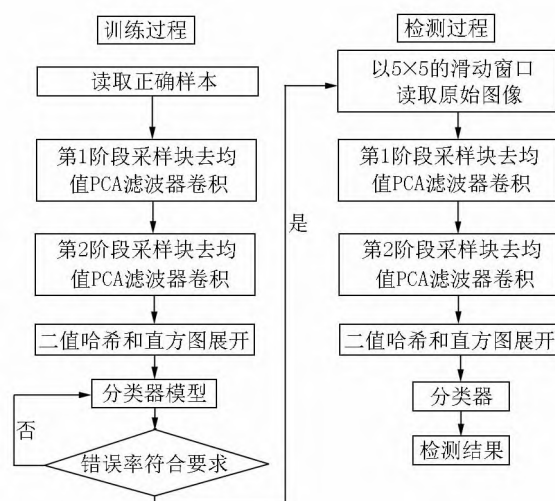 训练过程
读取正确样本
第1阶段采样块去均
值PCA滤波器卷积
第2阶段采样块去均
值PCA滤波器卷积
二值哈希和直方图展开
分类器模型
否
错误率符合要求
是
检测过程
以5×5的滑动窗口
读取原始图像
第1阶段采样块去均
值PCA滤波器卷积
第2阶段采样块去均
值PCA滤波器卷积
二值哈希和直方图展开
分类器
检测结果